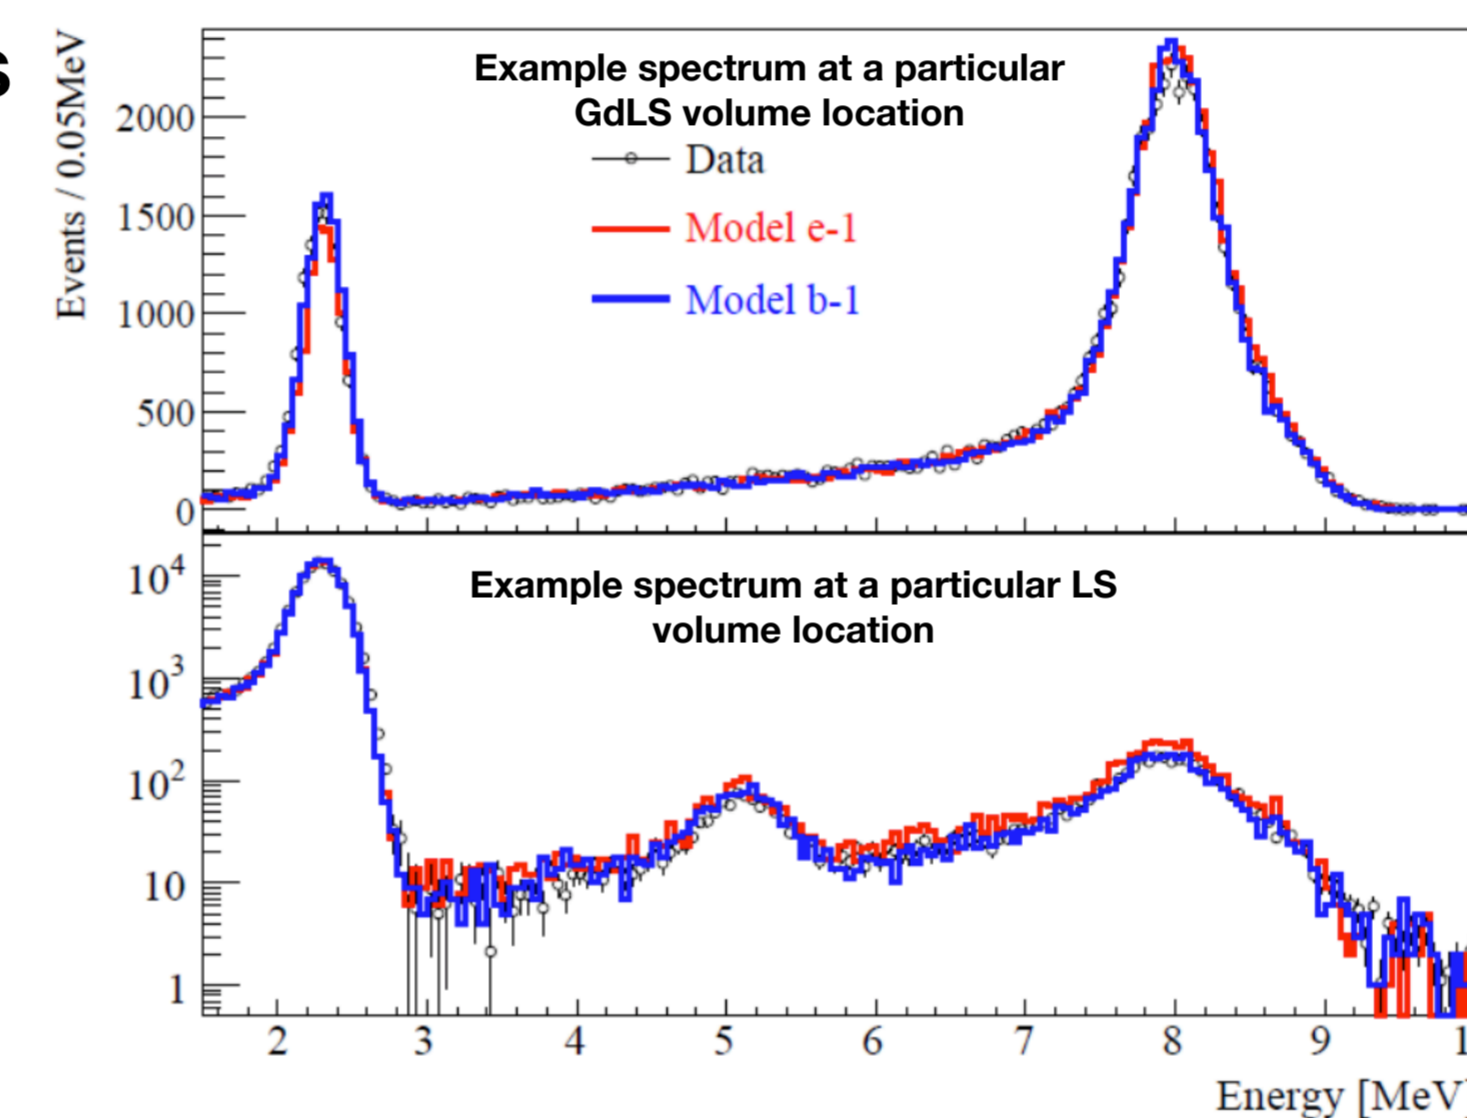 s
Example spectrum at a particular
GdLS volume location
Events / 0.05MeV
Data
Model e-1
Model b-1
2000
1500
1000
500
0
Example spectrum at a particular LS
volume location
10⁴
10³
10²
10
1
2 3 4 5 6 7 8 9 1
Energy [MeV]